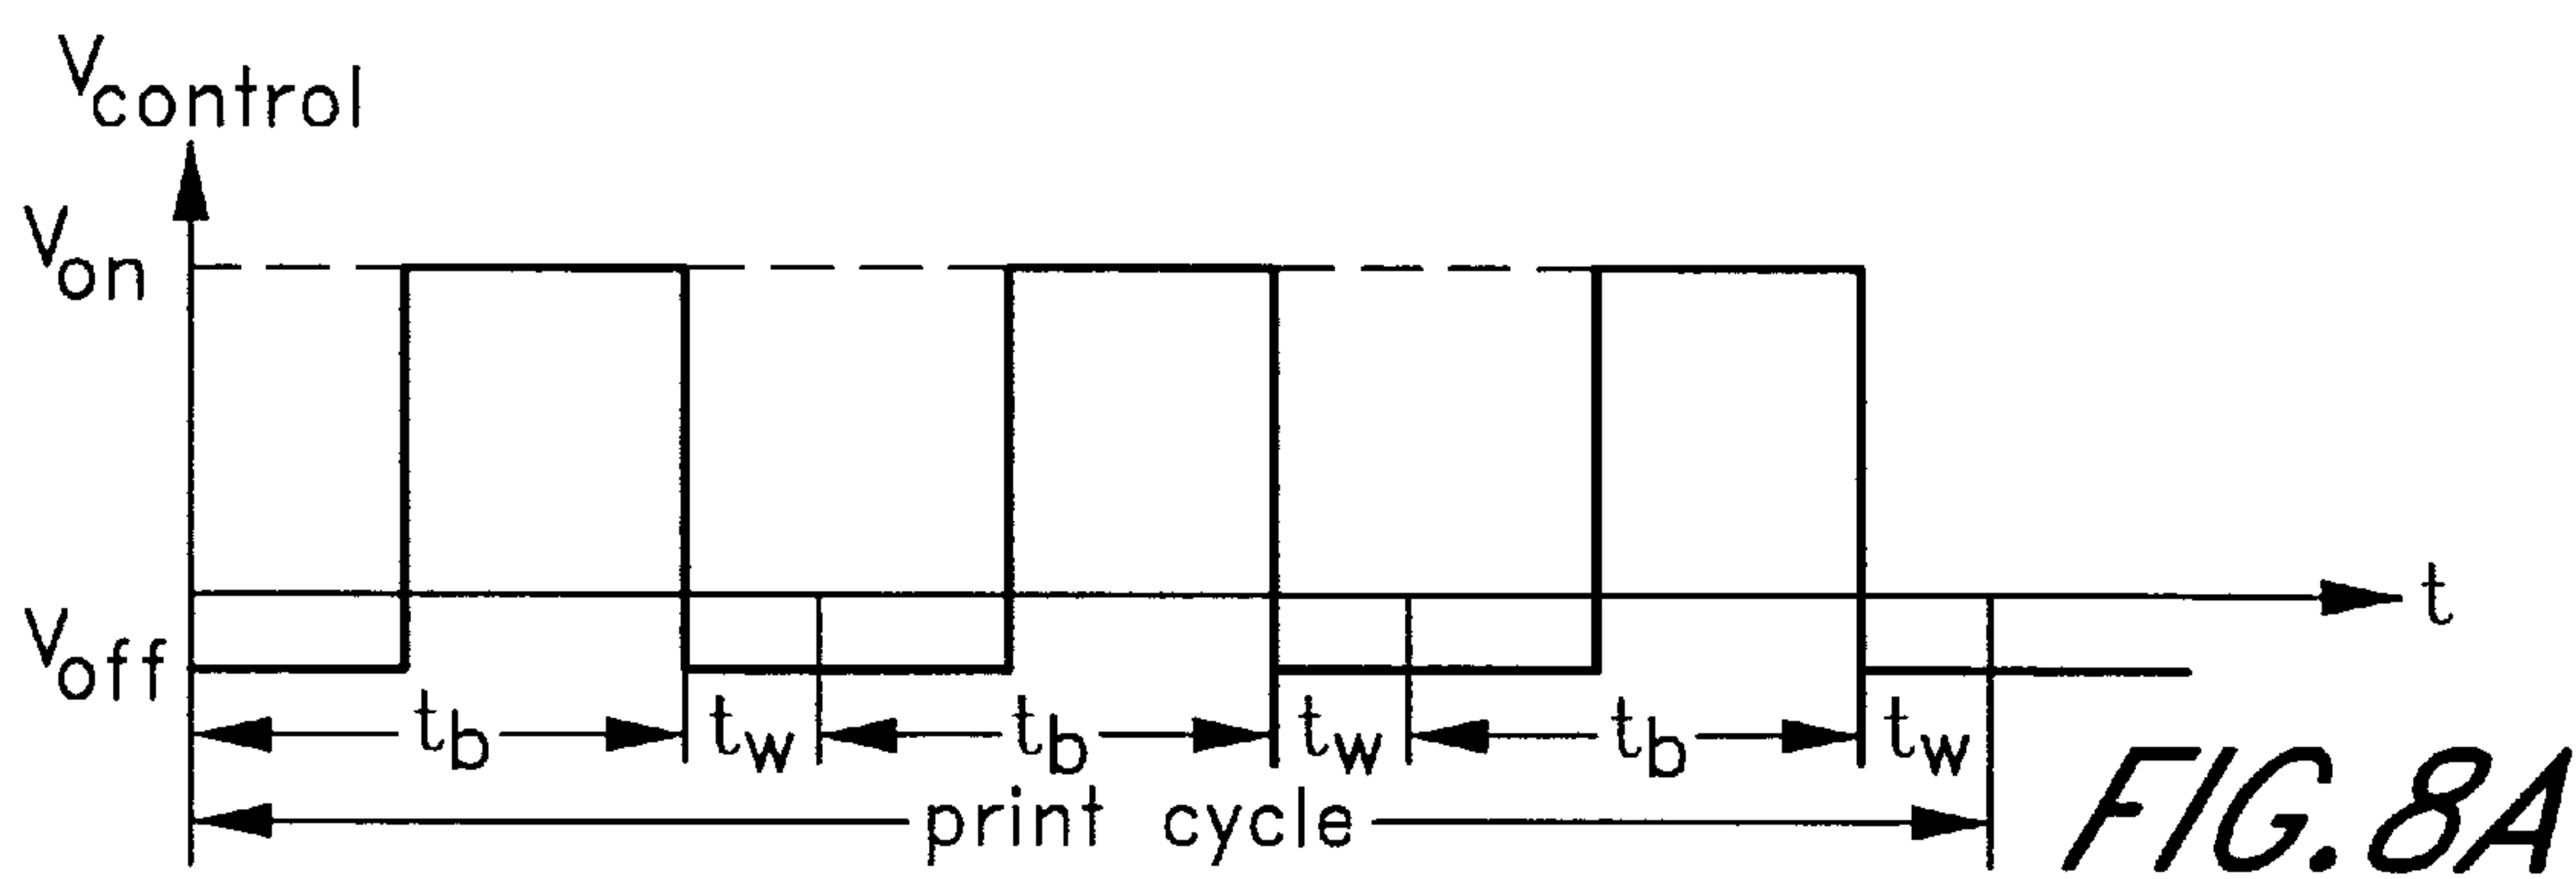 Vcontrol
Von
t
Voff
tb tw tb tw tb tw
print cycle
FIG.8A